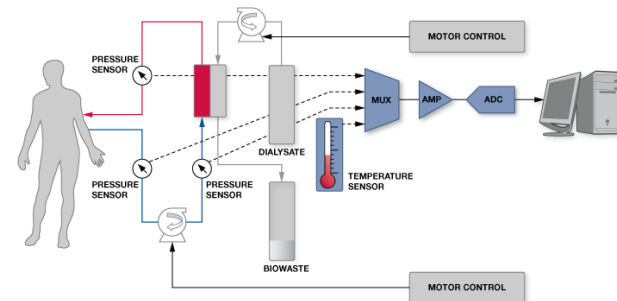 MOTOR CONTROL
PRESSURE
SENSOR
MUX
AMP
ADC
DIALYSATE
TEMPERATURE
SENSOR
PRESSURE
SENSOR
PRESSURE
SENSOR
BIOWASTE
MOTOR CONTROL